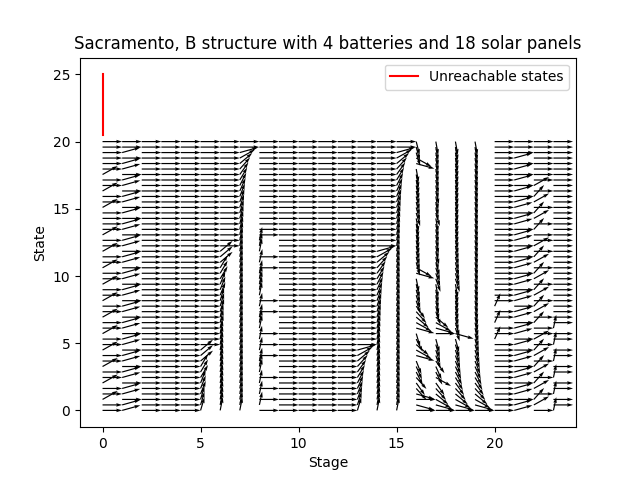 Sacramento, B structure with 4 batteries and 18 solar panels
Unreachable states
25
20
15
10
5
0
State
0 5 10 15 20
Stage